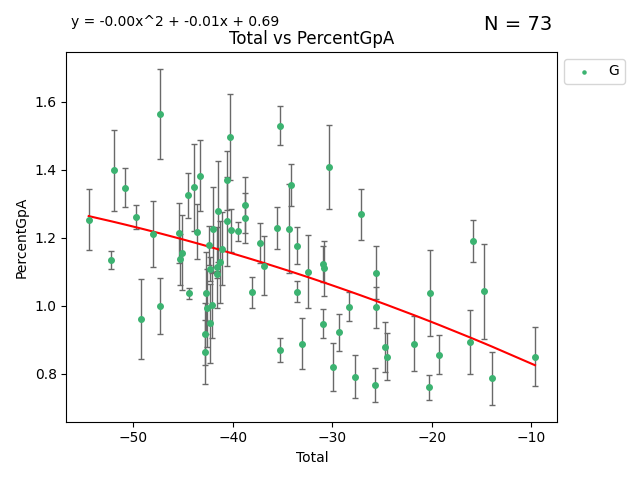 y = -0.00x^2 + -0.01x + 0.69
N = 73
Total vs PercentGpA
G
PercentGpA
1.6
1.4
1.2
1.0
0.8
−50
−40
−30
−20
−10
Total